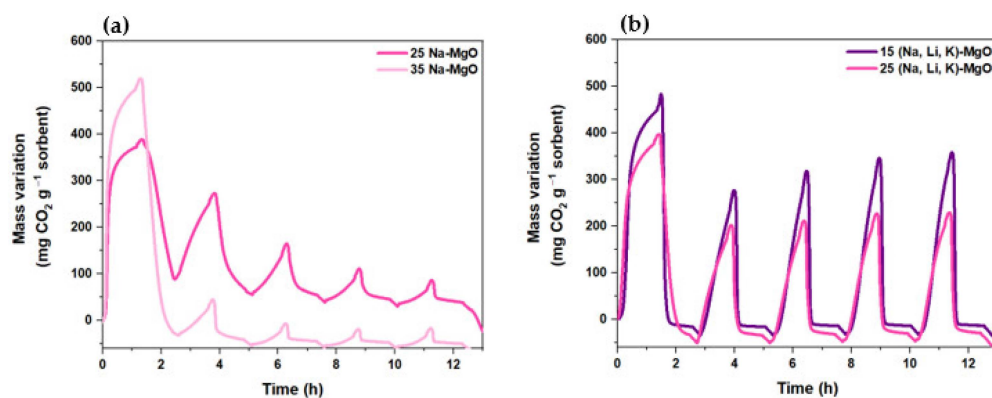 (a)
600
500
400
300
200
100
0
Mass variation
(mg CO₂ g⁻¹ sorbent)
25 Na-MgO
35 Na-MgO
0 2 4 6 8 10 12
Time (h)
(b)
600
500
400
300
200
100
0
Mass variation
(mg CO₂ g⁻¹ sorbent)
15 (Na, Li, K)-MgO
25 (Na, Li, K)-MgO
0 2 4 6 8 10 12
Time (h)